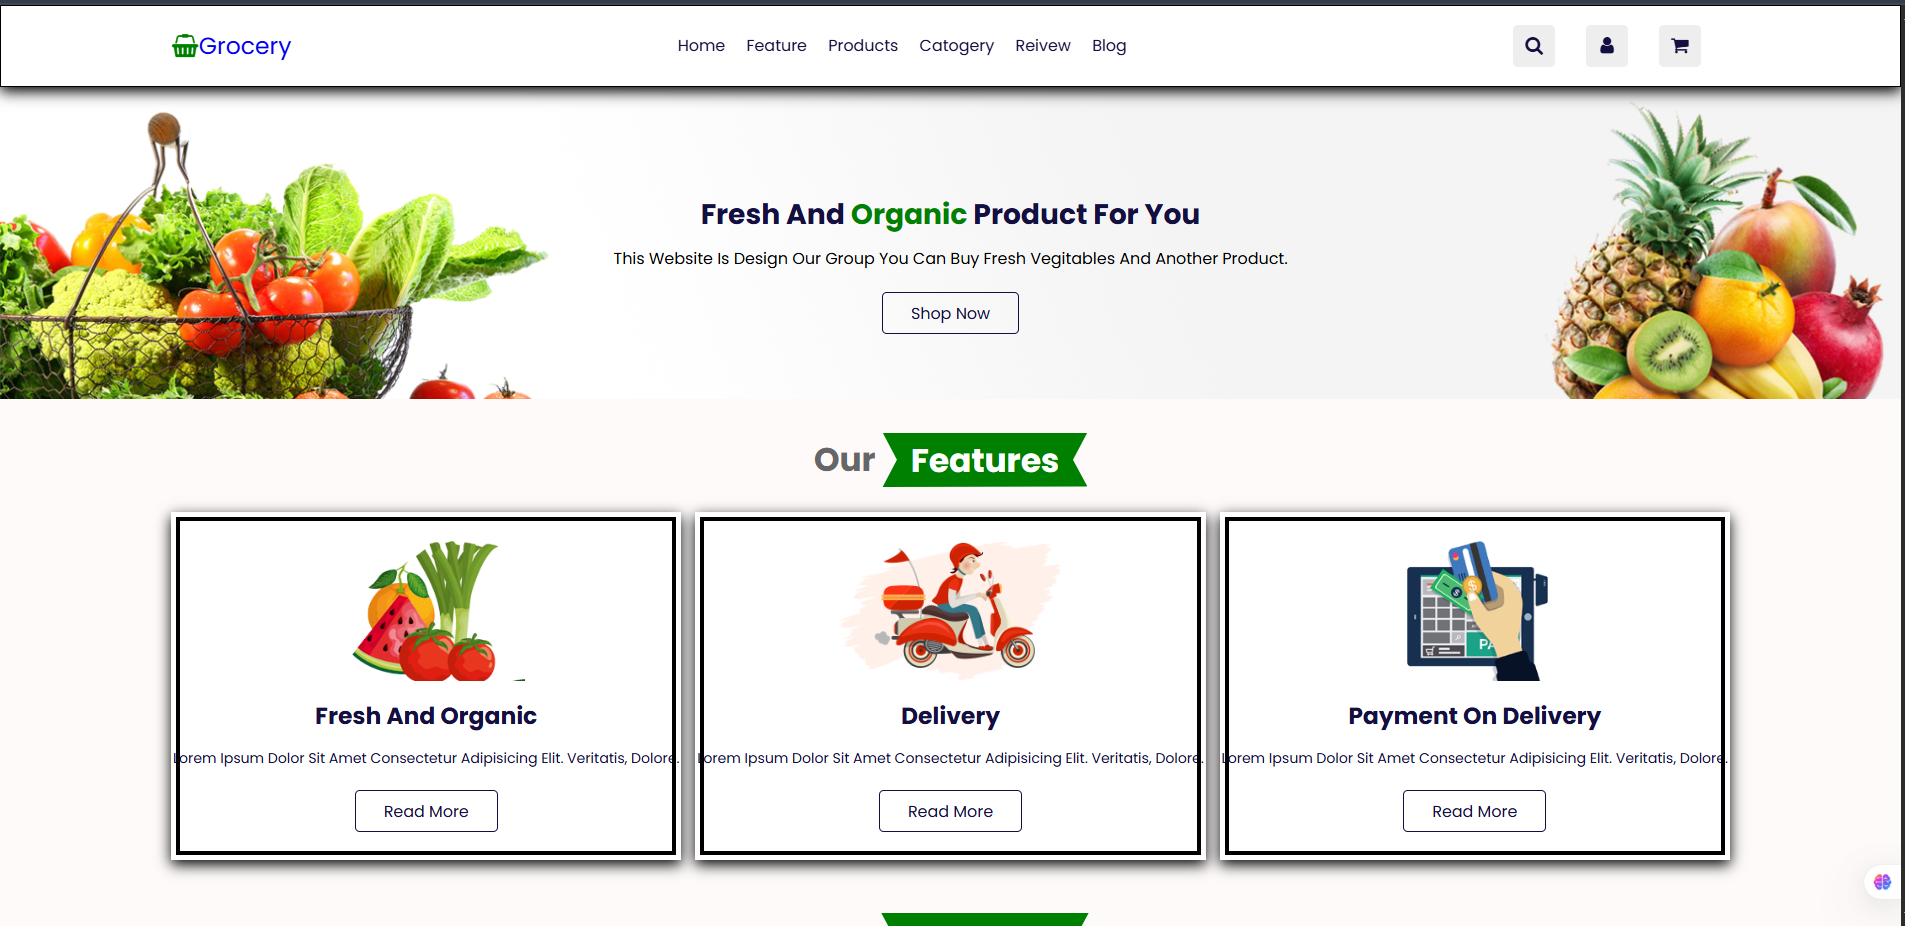 Grocery
Home Feature Products Catogery Reivew Blog
Fresh And Organic Product For You
This Website Is Design Our Group You Can Buy Fresh Vegitables And Another Product.
Shop Now
Our Features
Fresh And Organic
Lorem Ipsum Dolor Sit Amet Consectetur Adipisicing Elit. Veritatis, Dolore.
Read More
Delivery
Lorem Ipsum Dolor Sit Amet Consectetur Adipisicing Elit. Veritatis, Dolore.
Read More
PA
Payment On Delivery
Lorem Ipsum Dolor Sit Amet Consectetur Adipisicing Elit. Veritatis, Dolore.
Read More